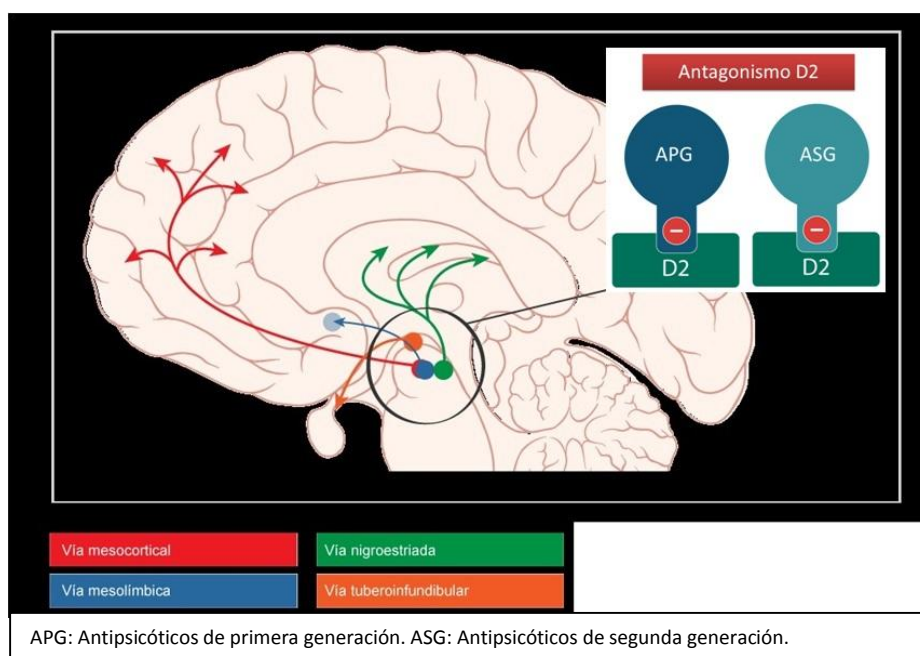 Antagonismo D2
APG
ASG
D2
D2
Vía mesocortical
Vía nigroestriada
Vía mesolímbica
Vía tuberoinfundibular
APG: Antipsicóticos de primera generación. ASG: Antipsicóticos de segunda generación.